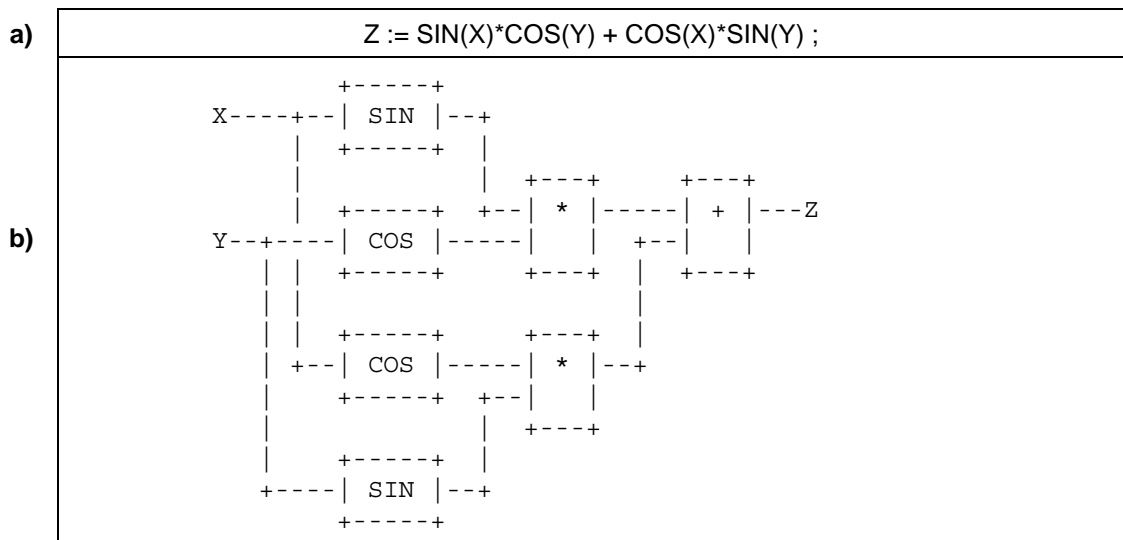 a)
Z := SIN(X)*COS(Y) + COS(X)*SIN(Y) ;
b)
                 +-----+
        X----+--| SIN |--+
             |  +-----+  |
             |           |  +---+     +---+
             |  +-----+  +--| * |-----| + |---Z
        Y--+----| COS |-----|   |  +--|   |
           | |  +-----+     +---+  |  +---+
           | |                     |
           | |  +-----+     +---+  |
           | +--| COS |-----| * |--+
           |    +-----+  +--|   |
           |             |  +---+
           |    +-----+  |
           +----| SIN |--+
                +-----+